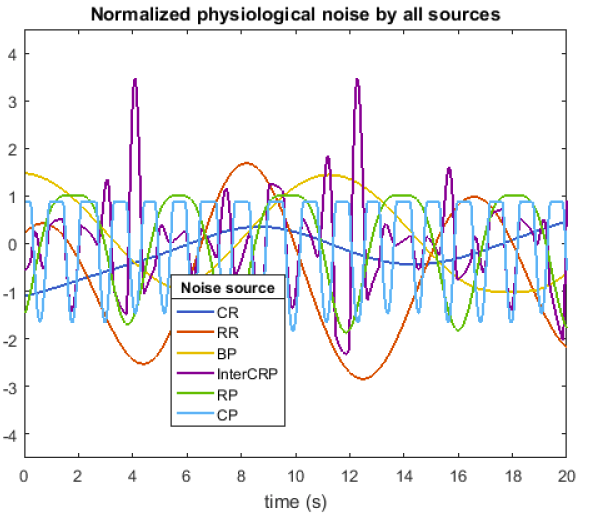 Normalized physiological noise by all sources
4
3
2
1
0
-1
-2
-3
-4
Noise source
CR
RR
BP
InterCRP
RP
CP
0 2 4 6 8 10 12 14 16 18 20
time (s)